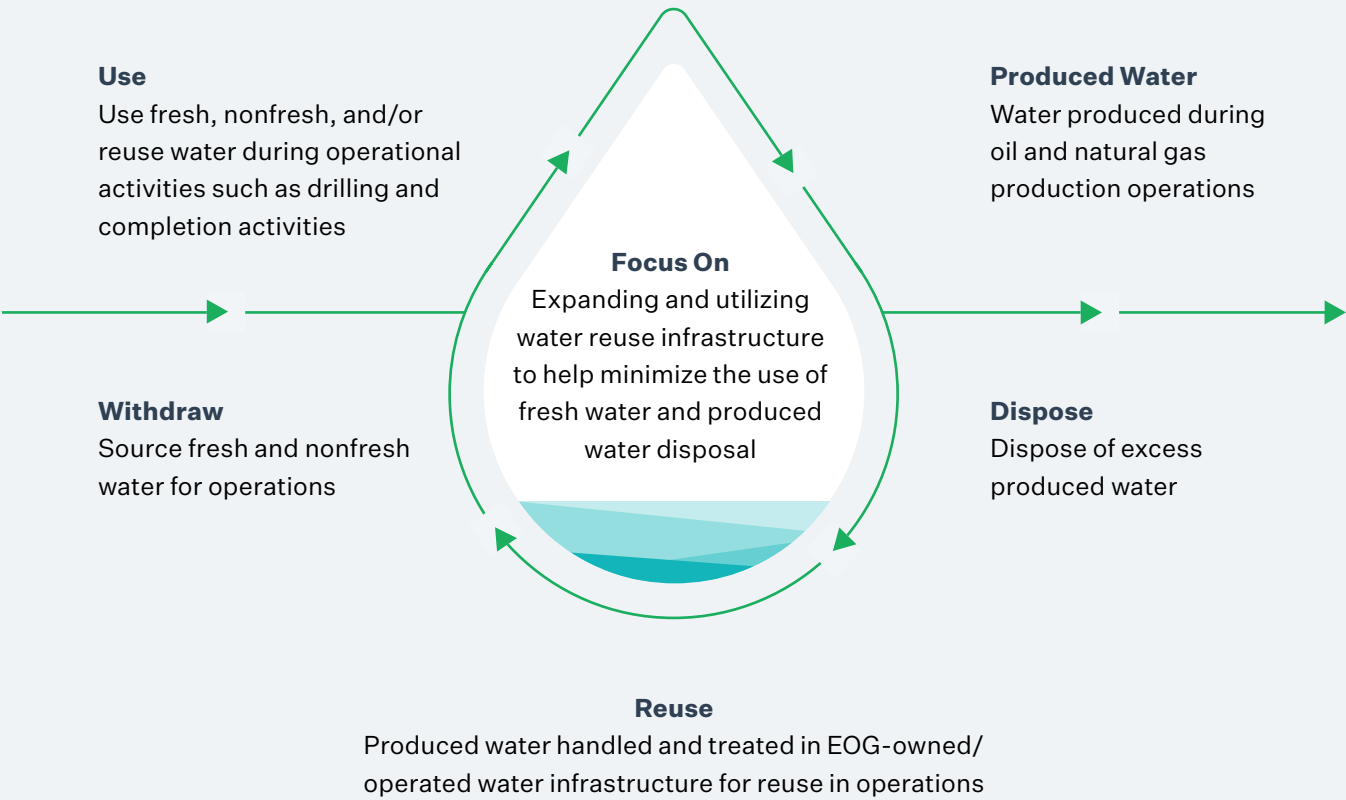 Use
Use fresh, nonfresh, and/or
reuse water during operational
activities such as drilling and
completion activities
Produced Water
Water produced during
oil and natural gas
production operations
Focus On
Expanding and utilizing
water reuse infrastructure
to help minimize the use of
fresh water and produced
water disposal
Withdraw
Source fresh and nonfresh
water for operations
Dispose
Dispose of excess
produced water
Reuse
Produced water handled and treated in EOG-owned/
operated water infrastructure for reuse in operations